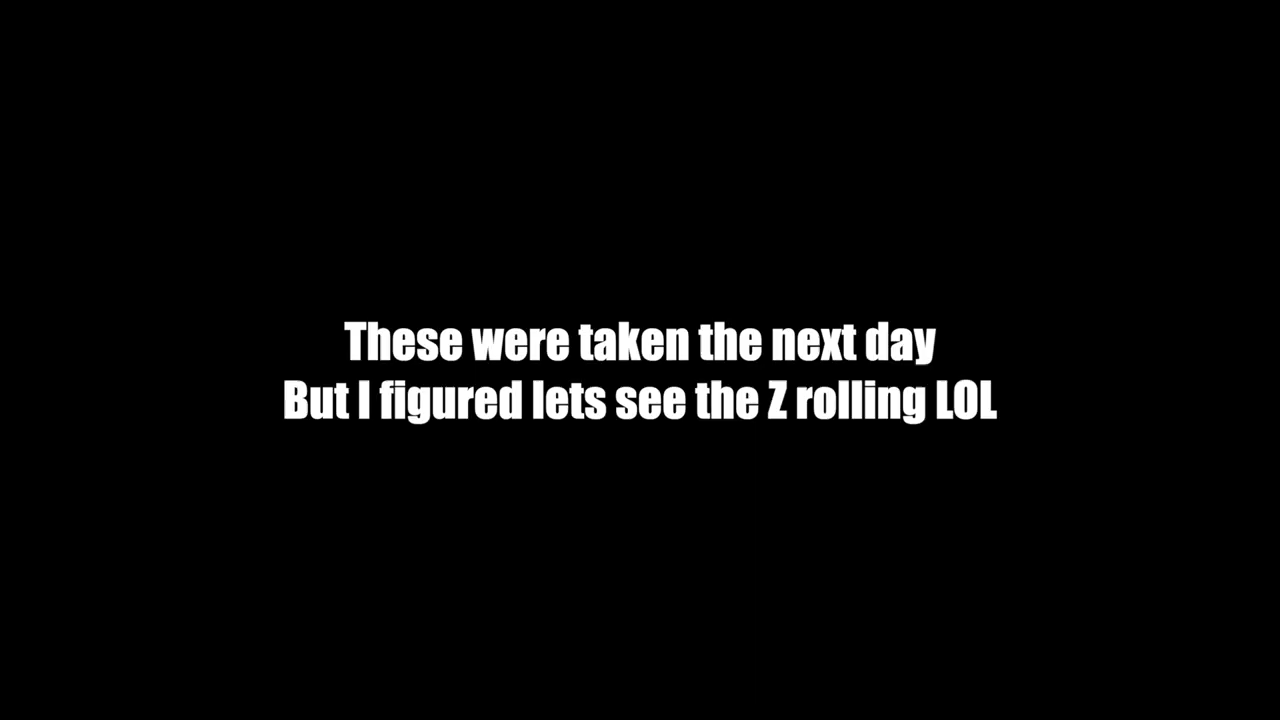 These were taken the next day
But I figured lets see the Z rolling LOL